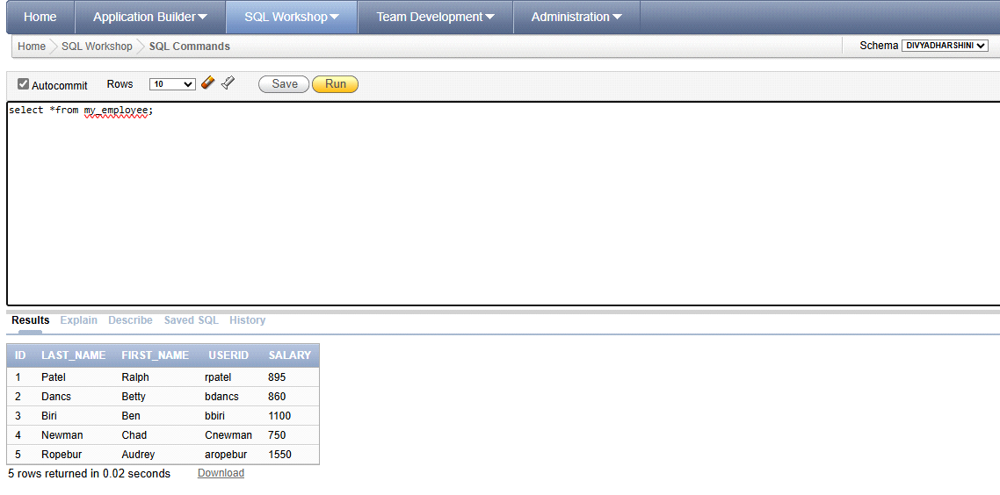 Home Application Builder SQL Workshop Team Development Administration
Home SQL Workshop SQL Commands Schema DIVYADHARSHINI
Autocommit Rows 10 Save Run
select *from my_employee;
Results Explain Describe Saved SQL History
ID LAST_NAME FIRST_NAME USERID SALARY
1 Patel Ralph rpatel 895
2 Dancs Betty bdancs 860
3 Biri Ben bbiri 1100
4 Newman Chad Cnewman 750
5 Ropebur Audrey aropebur 1550
5 rows returned in 0.02 seconds Download